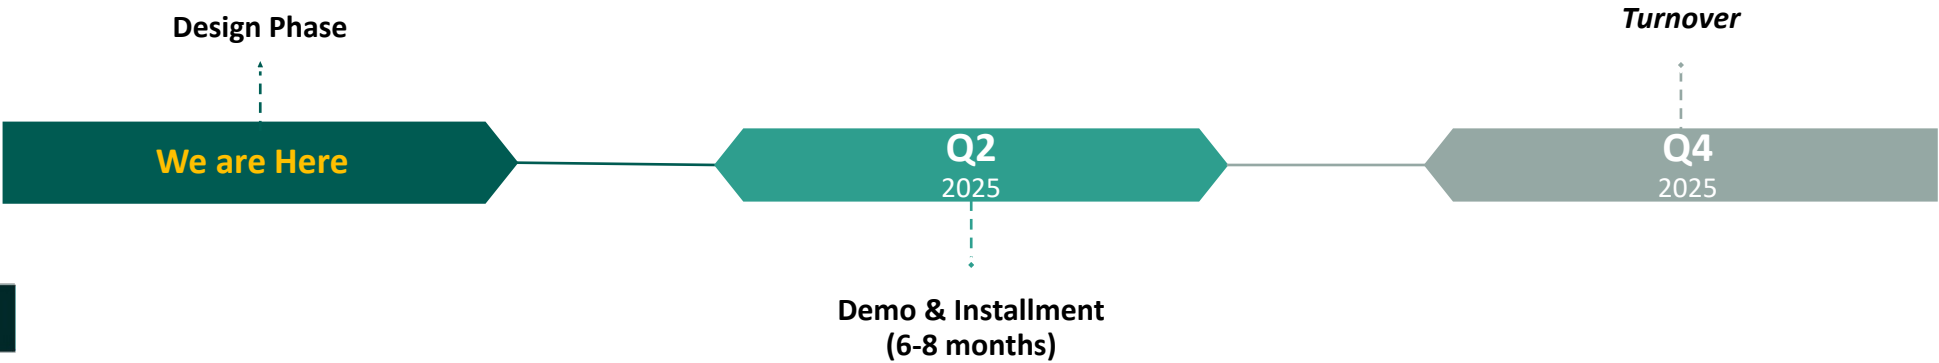 Design Phase
Turnover
We are Here
Q2
2025
Q4
2025
Demo & Installment
(6-8 months)